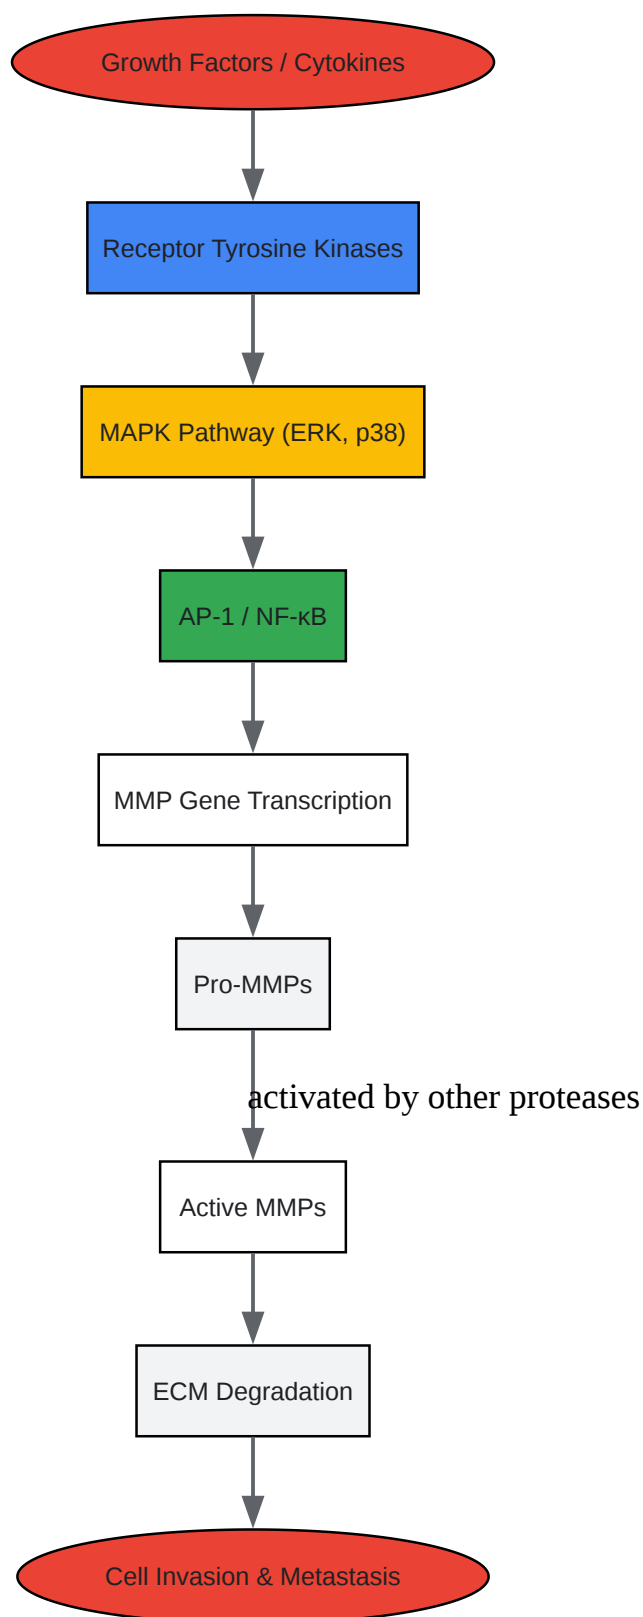 Growth Factors / Cytokines
Receptor Tyrosine Kinases
MAPK Pathway (ERK, p38)
AP-1 / NF-κB
MMP Gene Transcription
Pro-MMPs
activated by other proteases
Active MMPs
ECM Degradation
Cell Invasion & Metastasis